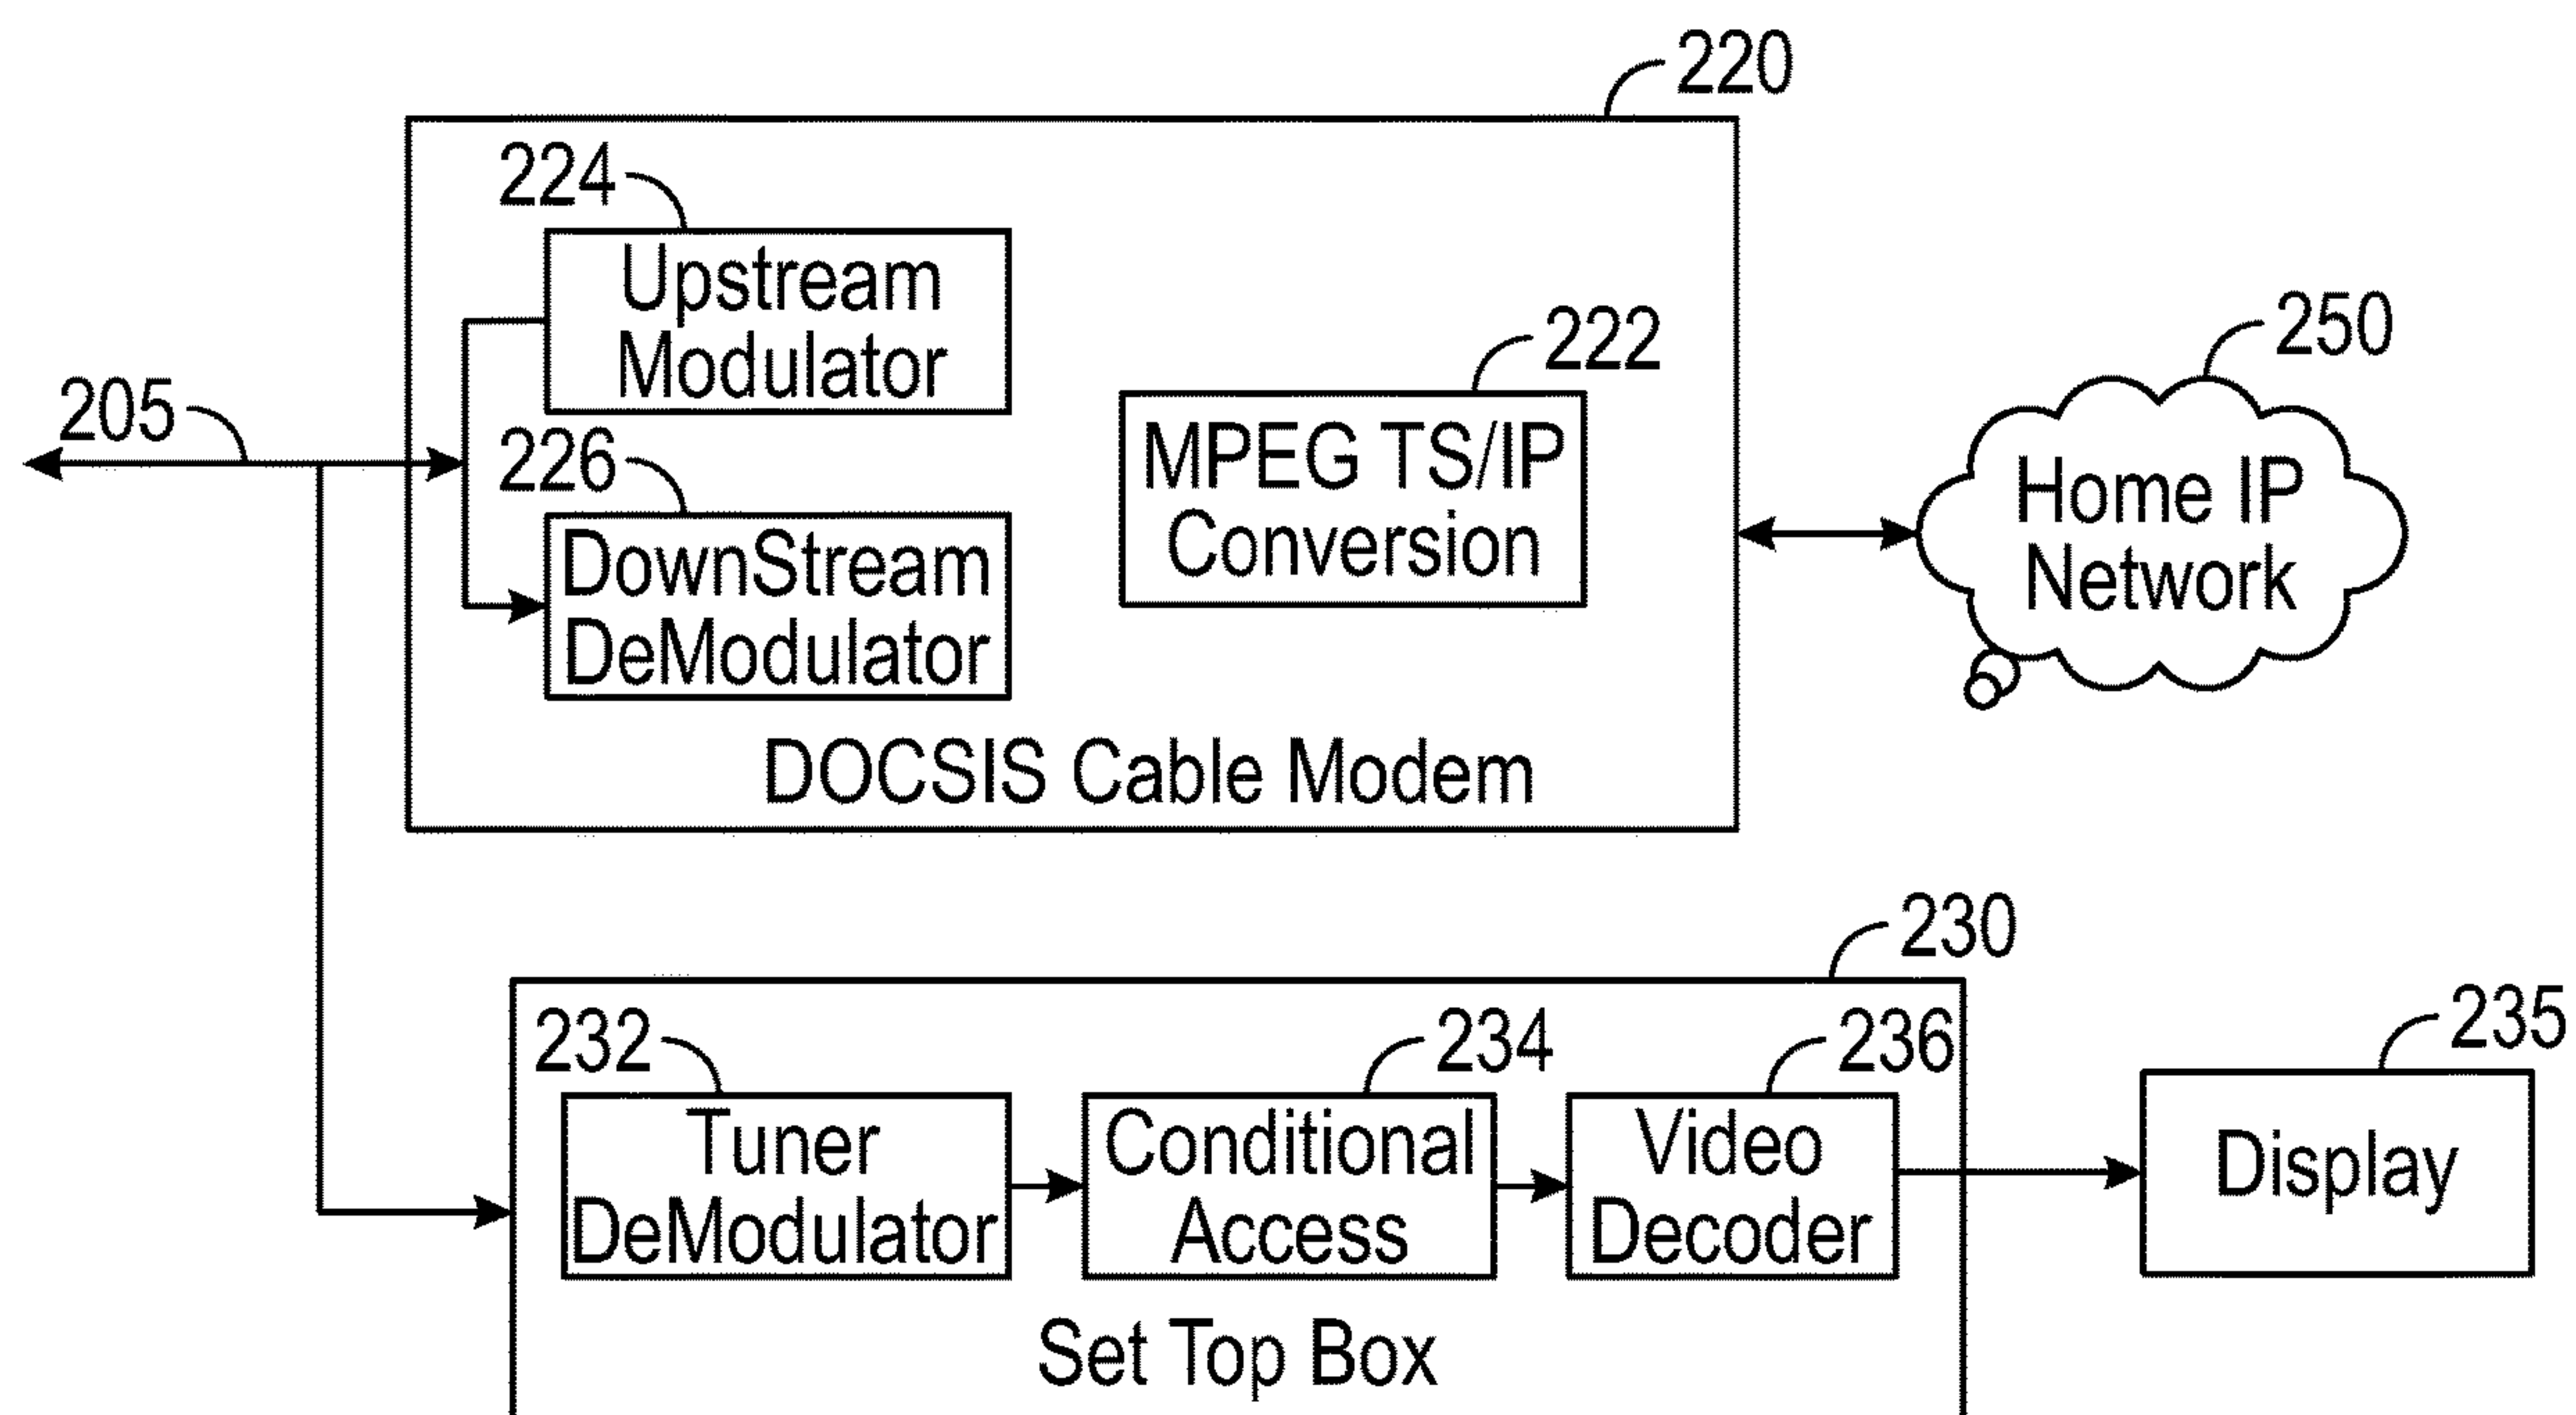 220
224
Upstream
Modulator
222
250
205
226
MPEG TS/IP
Conversion
Home IP
Network
DownStream
DeModulator
DOCSIS Cable Modem
230
232
234
236
235
Tuner
DeModulator
Conditional
Access
Video
Decoder
Display
Set Top Box